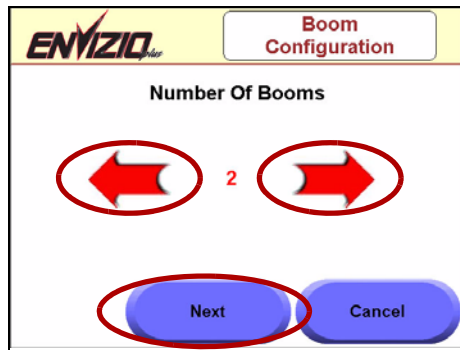 ENVIZIO plus
Boom
Configuration
Number Of Booms
2
Next
Cancel